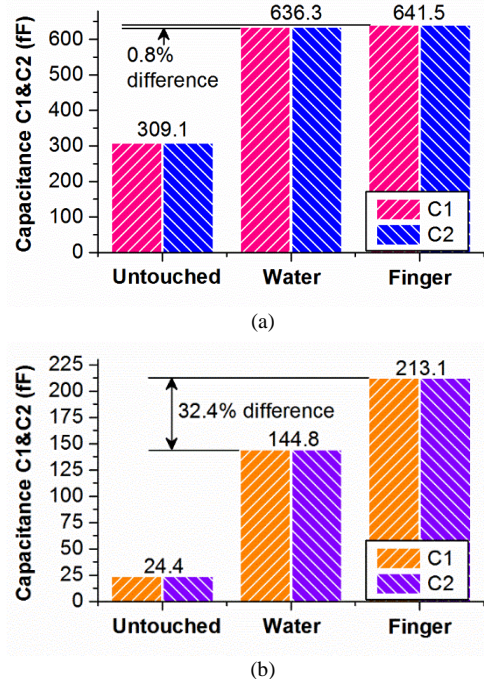 Capacitance C1&C2 (fF)
600
500
400
300
200
100
0
636.3
641.5
0.8%
difference
309.1
C1
C2
Untouched
Water
Finger
(a)
Capacitance C1&C2 (fF)
225
200
175
150
125
100
75
50
25
0
213.1
32.4% difference
144.8
24.4
C1
C2
Untouched
Water
Finger
(b)